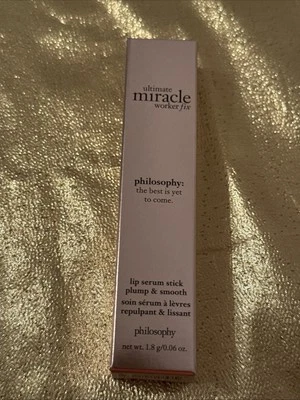 ultimate
miracle
worker fix
philosophy:
the best is yet
to come.
lip serum stick
plump & smooth
soin sérum à lèvres
repulpant & lissant
philosophy
net wt. 1.8 g/0.06 oz.